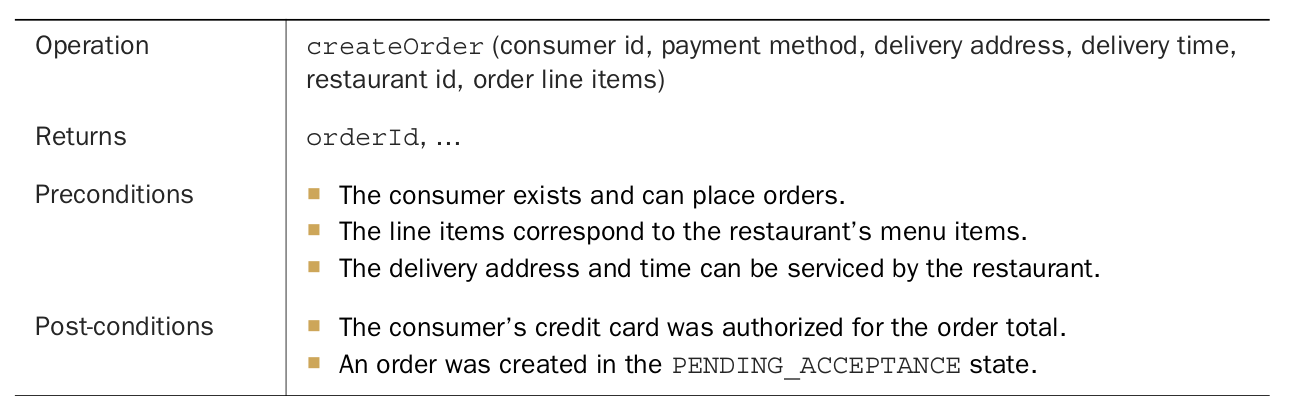 Operation
createOrder (consumer id, payment method, delivery address, delivery time,
restaurant id, order line items)
Returns
orderId, ...
Preconditions
■ The consumer exists and can place orders.
■ The line items correspond to the restaurant’s menu items.
■ The delivery address and time can be serviced by the restaurant.
Post-conditions
■ The consumer’s credit card was authorized for the order total.
■ An order was created in the PENDING_ACCEPTANCE state.